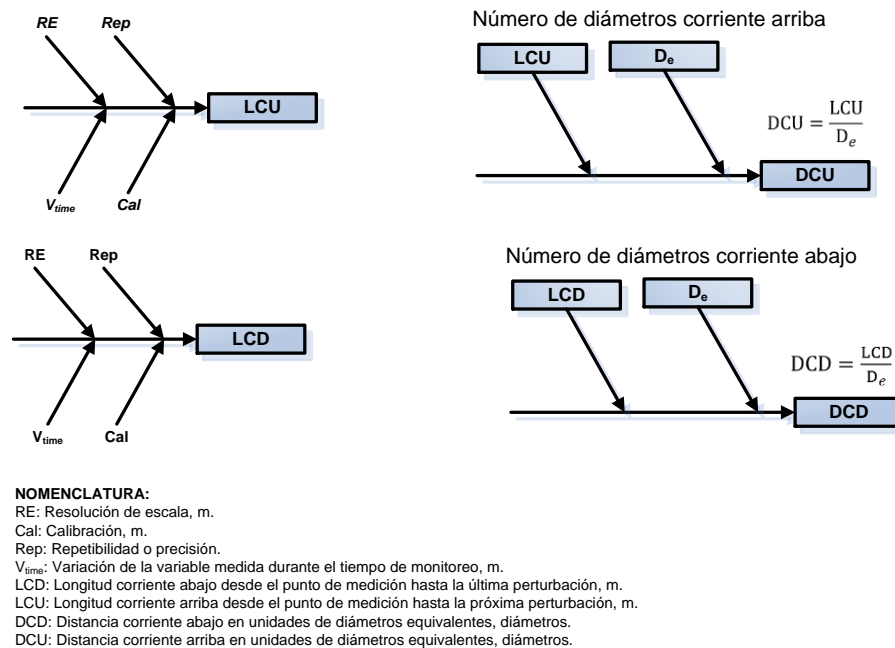 RE Rep
LCU
V_time Cal
Número de diámetros corriente arriba
LCU D_e
DCU = LCU / D_e
DCU
RE Rep
LCD
V_time Cal
Número de diámetros corriente abajo
LCD D_e
DCD = LCD / D_e
DCD
NOMENCLATURA:
RE: Resolución de escala, m.
Cal: Calibración, m.
Rep: Repetibilidad o precisión.
V_time: Variación de la variable medida durante el tiempo de monitoreo, m.
LCD: Longitud corriente abajo desde el punto de medición hasta la última perturbación, m.
LCU: Longitud corriente arriba desde el punto de medición hasta la próxima perturbación, m.
DCD: Distancia corriente abajo en unidades de diámetros equivalentes, diámetros.
DCU: Distancia corriente arriba en unidades de diámetros equivalentes, diámetros.